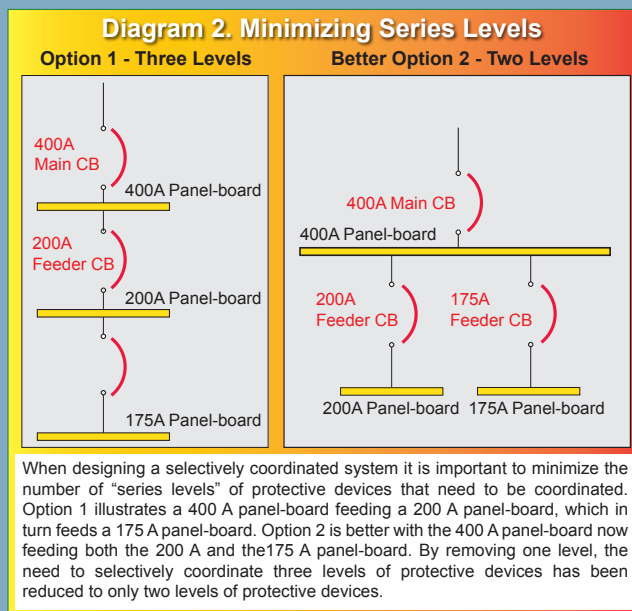 Diagram 2. Minimizing Series Levels
Option 1 - Three Levels
400A
Main CB
400A Panel-board
200A
Feeder CB
200A Panel-board
175A Panel-board
Better Option 2 - Two Levels
400A Main CB
400A Panel-board
200A
Feeder CB
175A
Feeder CB
200A Panel-board
175A Panel-board
When designing a selectively coordinated system it is important to minimize the
number of “series levels” of protective devices that need to be coordinated.
Option 1 illustrates a 400 A panel-board feeding a 200 A panel-board, which in
turn feeds a 175 A panel-board. Option 2 is better with the 400 A panel-board now
feeding both the 200 A and the175 A panel-board. By removing one level, the
need to selectively coordinate three levels of protective devices has been
reduced to only two levels of protective devices.